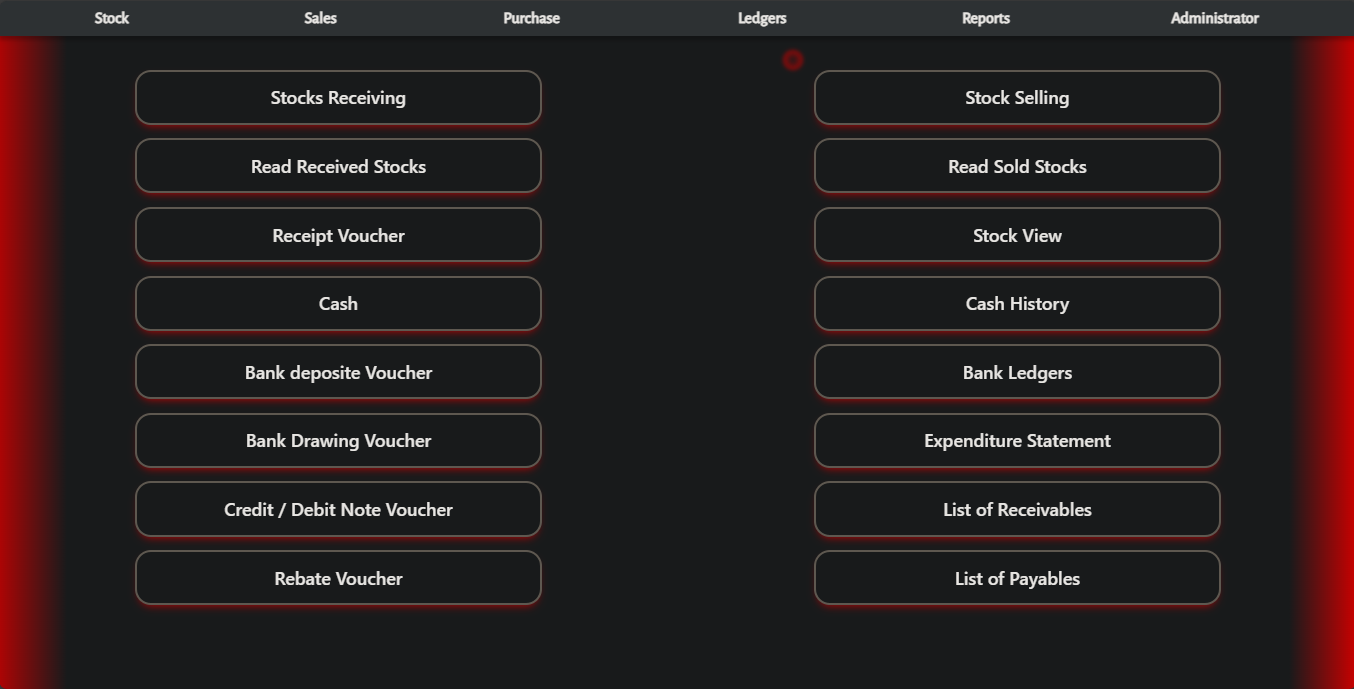 Stock Sales Purchase Ledgers Reports Administrator
Stocks Receiving
Stock Selling
Read Received Stocks
Read Sold Stocks
Receipt Voucher
Stock View
Cash
Cash History
Bank deposite Voucher
Bank Ledgers
Bank Drawing Voucher
Expenditure Statement
Credit / Debit Note Voucher
List of Receivables
Rebate Voucher
List of Payables